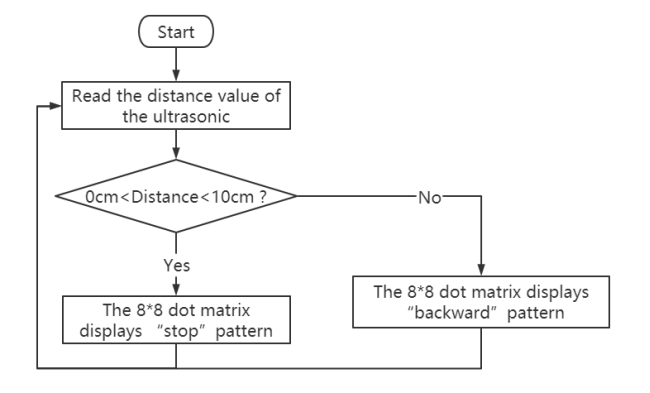 Start
Read the distance value of
the ultrasonic
0cm<Distance<10cm ?
No
Yes
The 8*8 dot matrix
displays “stop” pattern
The 8*8 dot matrix displays
“backward” pattern